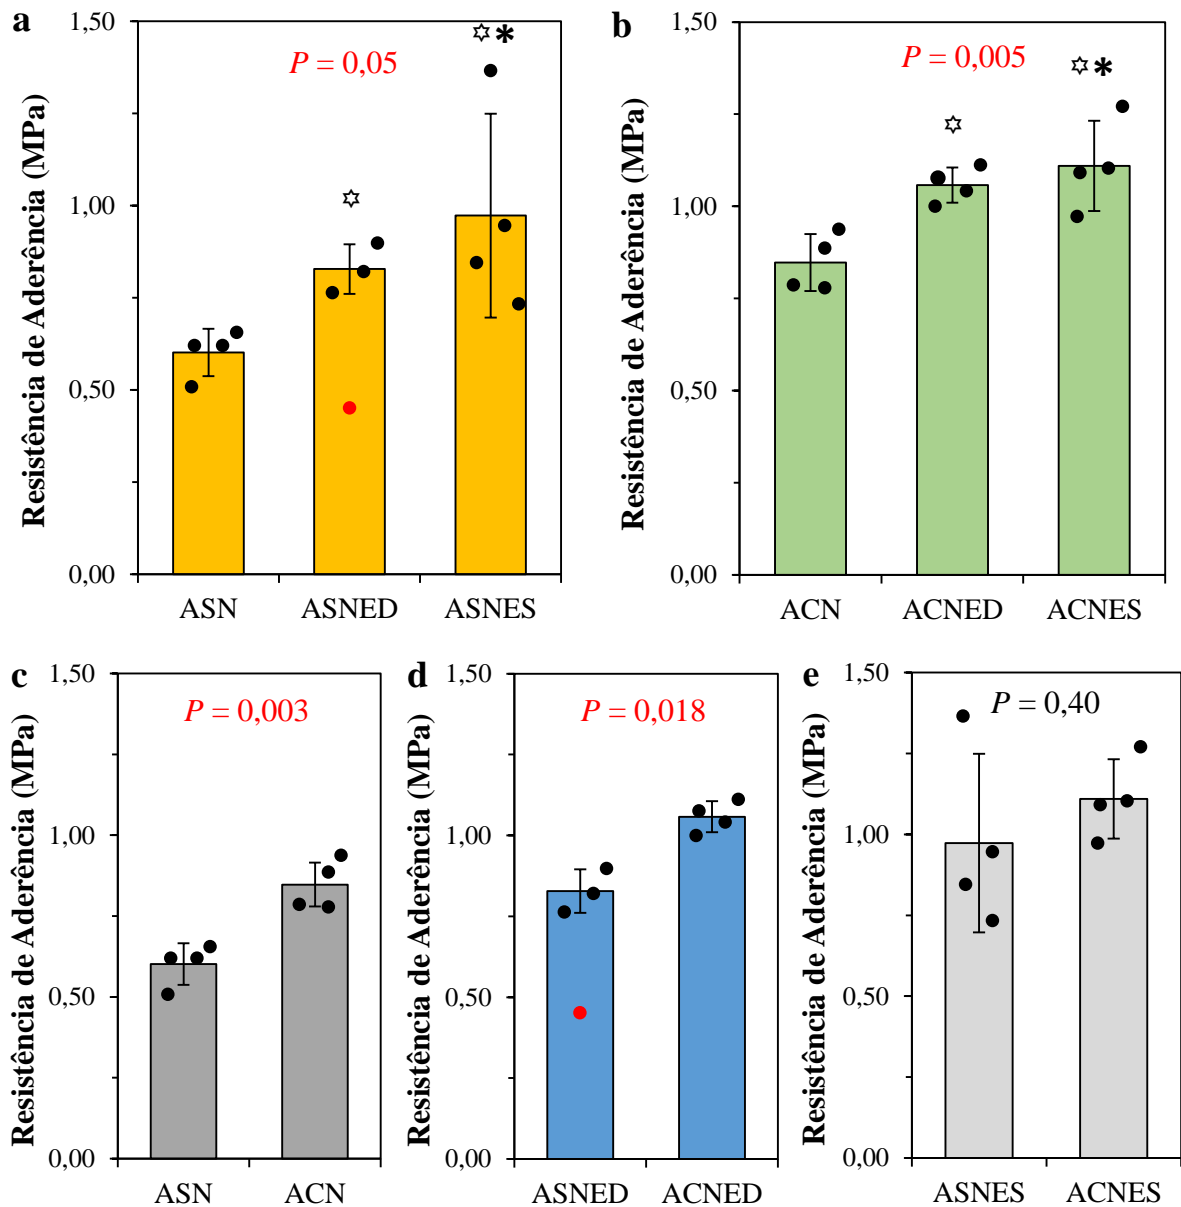 a
Resistência de Aderência (MPa)
1,50
1,00
0,50
0,00
P = 0,05
✡
✡*
ASN ASNED ASNES
b
Resistência de Aderência (MPa)
1,50
1,00
0,50
0,00
P = 0,005
✡
✡*
ACN ACNED ACNES
c
Resistência de Aderência (MPa)
1,50
1,00
0,50
0,00
P = 0,003
ASN ACN
d
1,50
1,00
0,50
0,00
P = 0,018
ASNED ACNED
e
Resistência de Aderência (MPa)
1,50
1,00
0,50
0,00
P = 0,40
ASNES ACNES